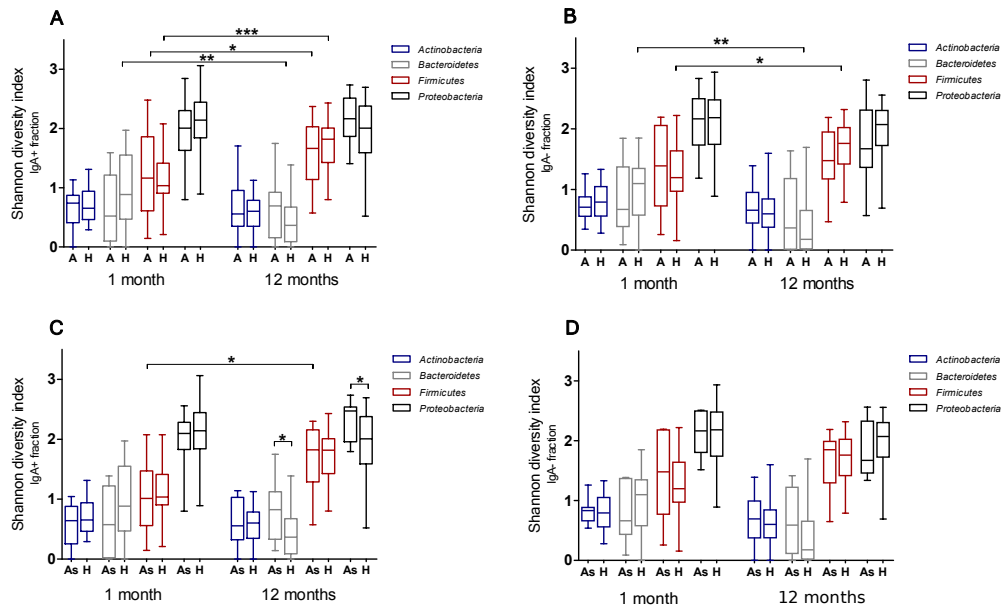 A
Shannon diversity index
IgA+ fraction
3
2
1
0
***
*
**
Actinobacteria
Bacteroidetes
Firmicutes
Proteobacteria
A H A H A H A H A H A H A H A H
1 month 12 months
B
Shannon diversity index
IgA- fraction
3
2
1
0
**
*
Actinobacteria
Bacteroidetes
Firmicutes
Proteobacteria
A H A H A H A H A H A H A H A H
1 month 12 months
C
Shannon diversity index
IgA+ fraction
3
2
1
0
*
*
*
Actinobacteria
Bacteroidetes
Firmicutes
Proteobacteria
As H As H As H As H As H As H As H As H
1 month 12 months
D
Shannon diversity index
IgA- fraction
3
2
1
0
Actinobacteria
Bacteroidetes
Firmicutes
Proteobacteria
As H As H As H As H As H As H As H As H
1 month 12 months